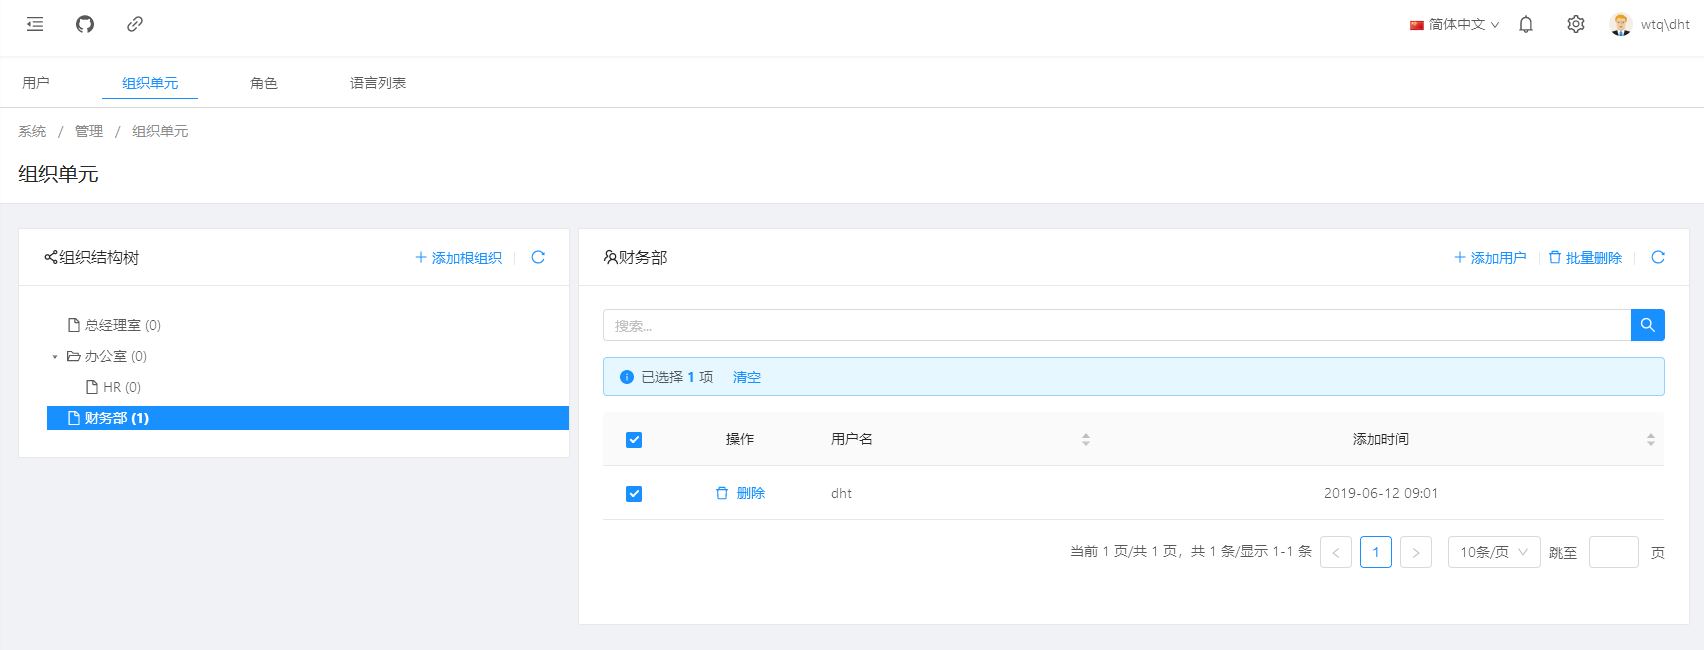 简体中文
wtq\dht
用户 组织单元 角色 语言列表
系统 / 管理 / 组织单元
组织单元
组织结构树 添加根组织
总经理室 (0)
办公室 (0)
HR (0)
财务部 (1)
财务部 添加用户 批量删除
搜索...
已选择 1 项 清空
操作 用户名 添加时间
删除 dht 2019-06-12 09:01
当前 1 页/共 1 页，共 1 条/显示 1-1 条 < 1 > 10条/页 跳至 页